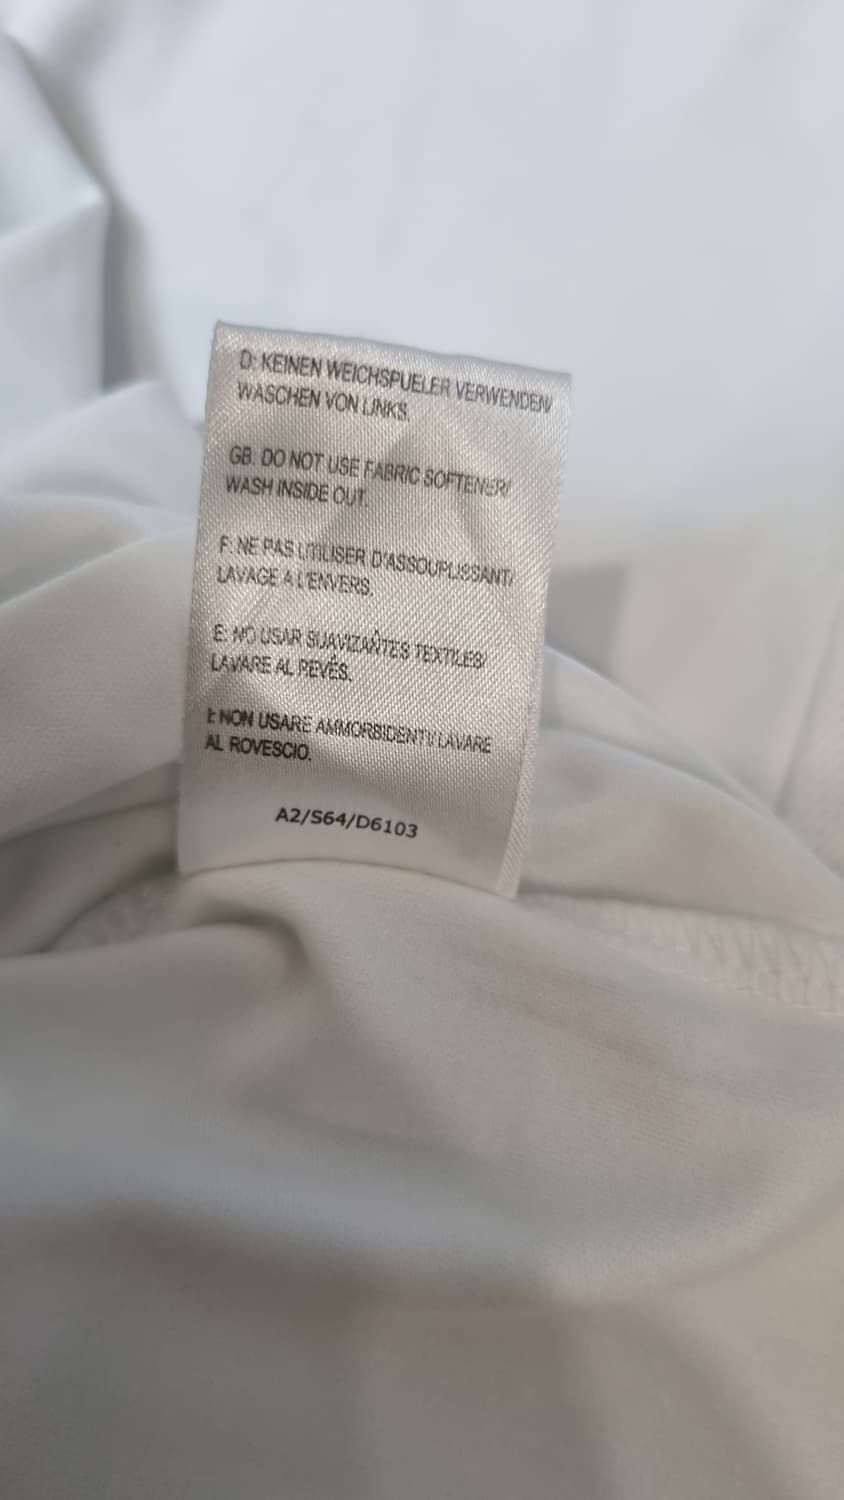 D: KEINEN WEICHSPUELER VERWENDEN/
WASCHEN VON LINKS.
GB: DO NOT USE FABRIC SOFTENER/
WASH INSIDE OUT.
F: NE PAS UTILISER D'ASSOUPLISSANT/
LAVAGE A L'ENVERS.
E: NO USAR SUAVIZANTES TEXTILES/
LAVARE AL REVÉS.
I: NON USARE AMMORBIDENTI/ LAVARE
AL ROVESCIO.
A2/S64/D6103